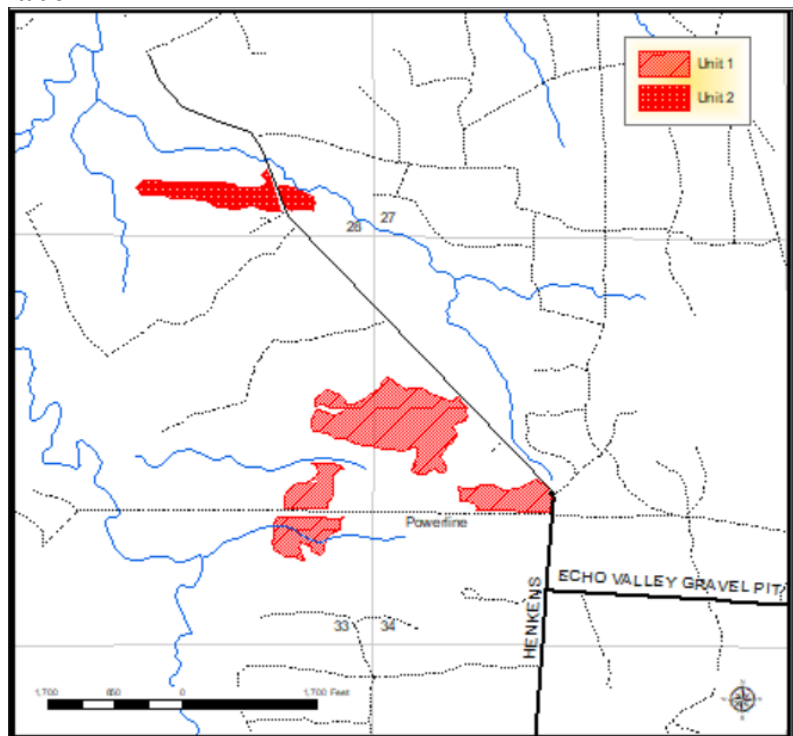 Unit 1
Unit 2
28
27
Powerline
HENKENS
ECHO VALLEY GRAVEL PIT
33
34
1,700
850
0
1,700 Feet